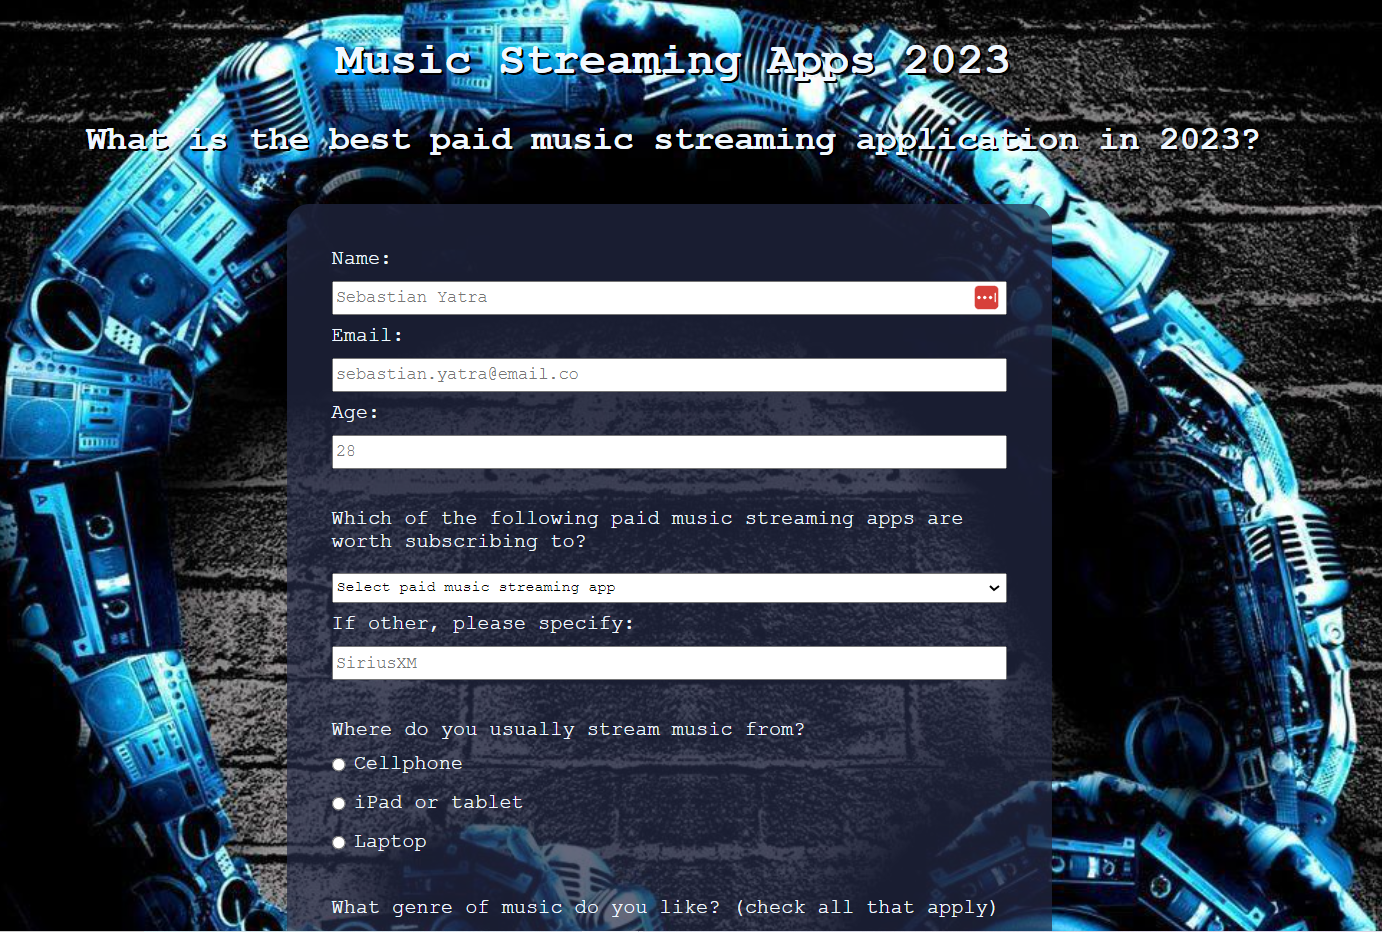 Music Streaming Apps 2023
What is the best paid music streaming application in 2023?
Name:
Sebastian Yatra
Email:
sebastian.yatra@email.co
Age:
28
Which of the following paid music streaming apps are
worth subscribing to?
Select paid music streaming app
If other, please specify:
SiriusXM
Where do you usually stream music from?
Cellphone
iPad or tablet
Laptop
What genre of music do you like? (check all that apply)